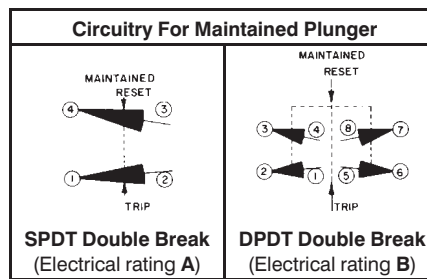 Circuitry For Maintained Plunger
MAINTAINED
RESET
4 3
1 2
TRIP
SPDT Double Break
(Electrical rating A)
MAINTAINED
RESET
3 4 8 7
2 1 5 6
TRIP
DPDT Double Break
(Electrical rating B)